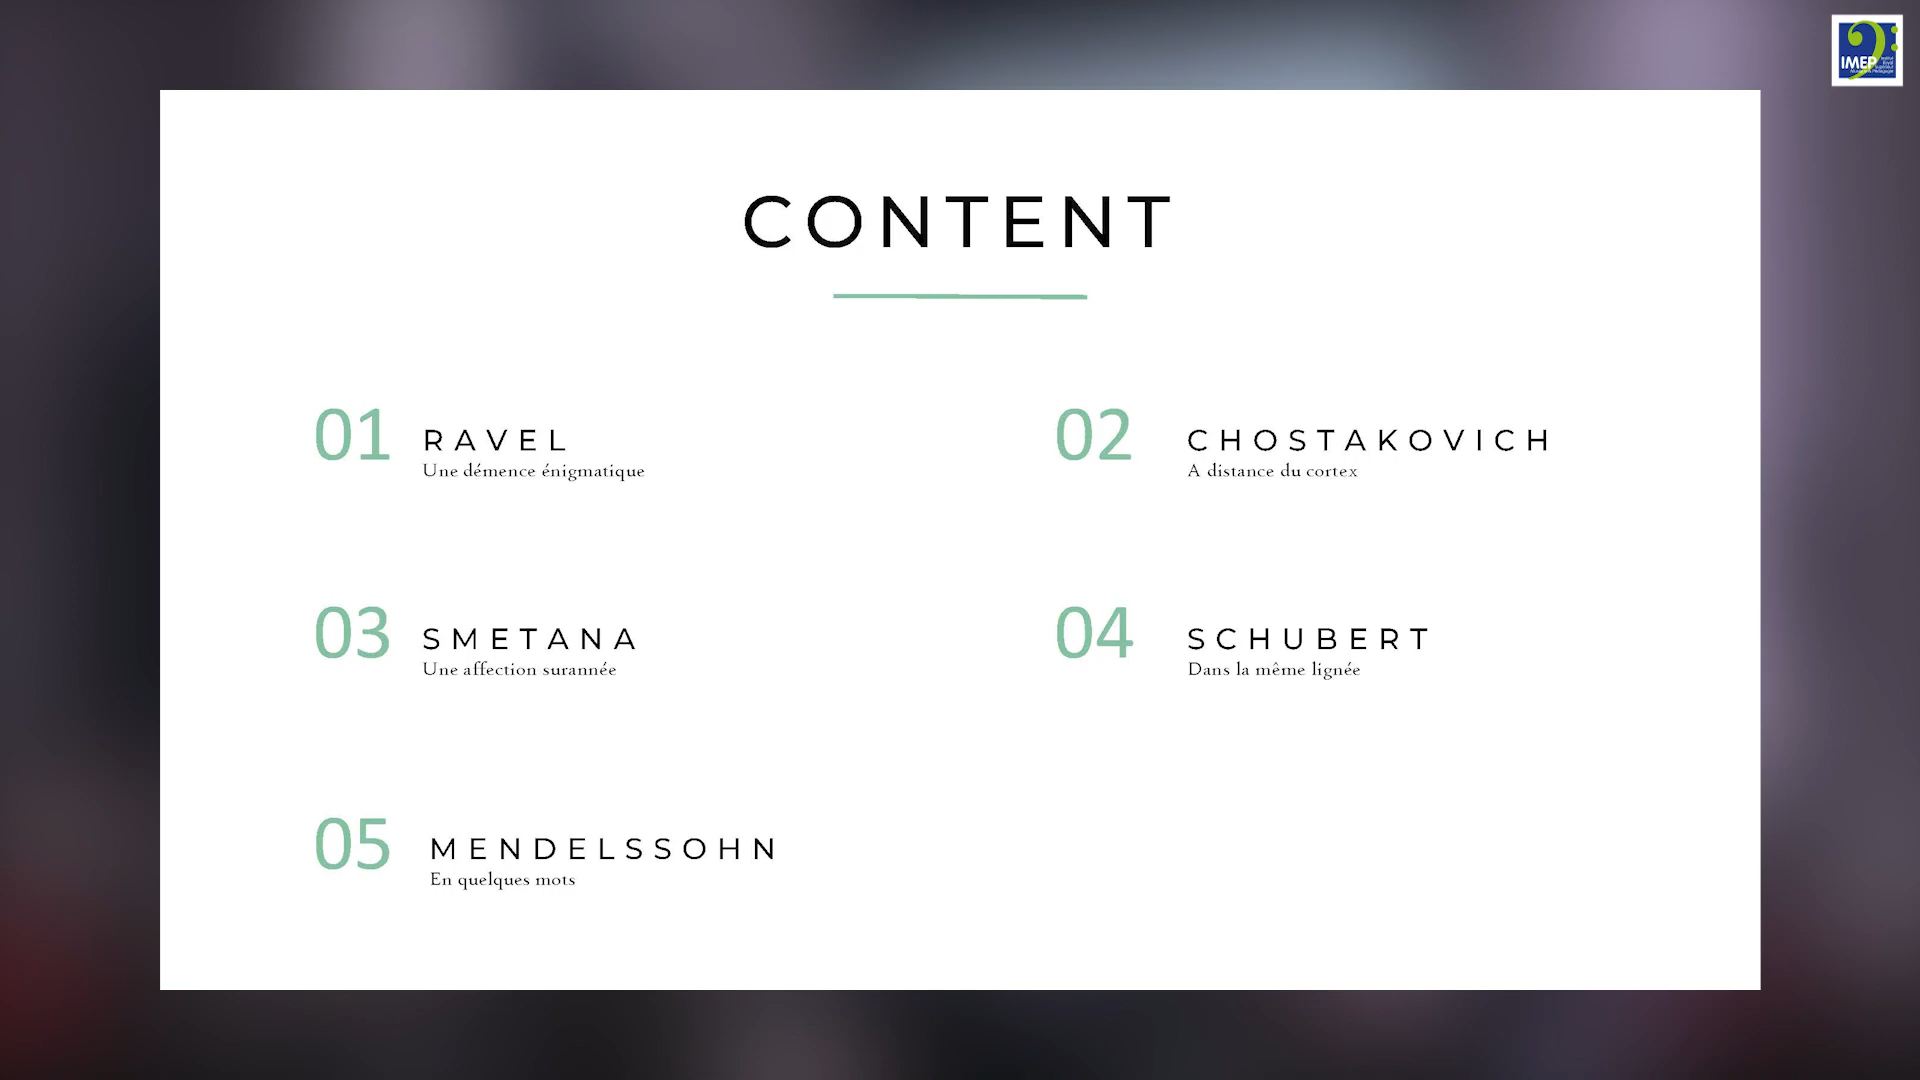 IMEP
CONTENT
01 RAVEL
Une démence énigmatique
02 CHOSTAKOVICH
A distance du cortex
03 SMETANA
Une affection surannée
04 SCHUBERT
Dans la même lignée
05 MENDELSSOHN
En quelques mots